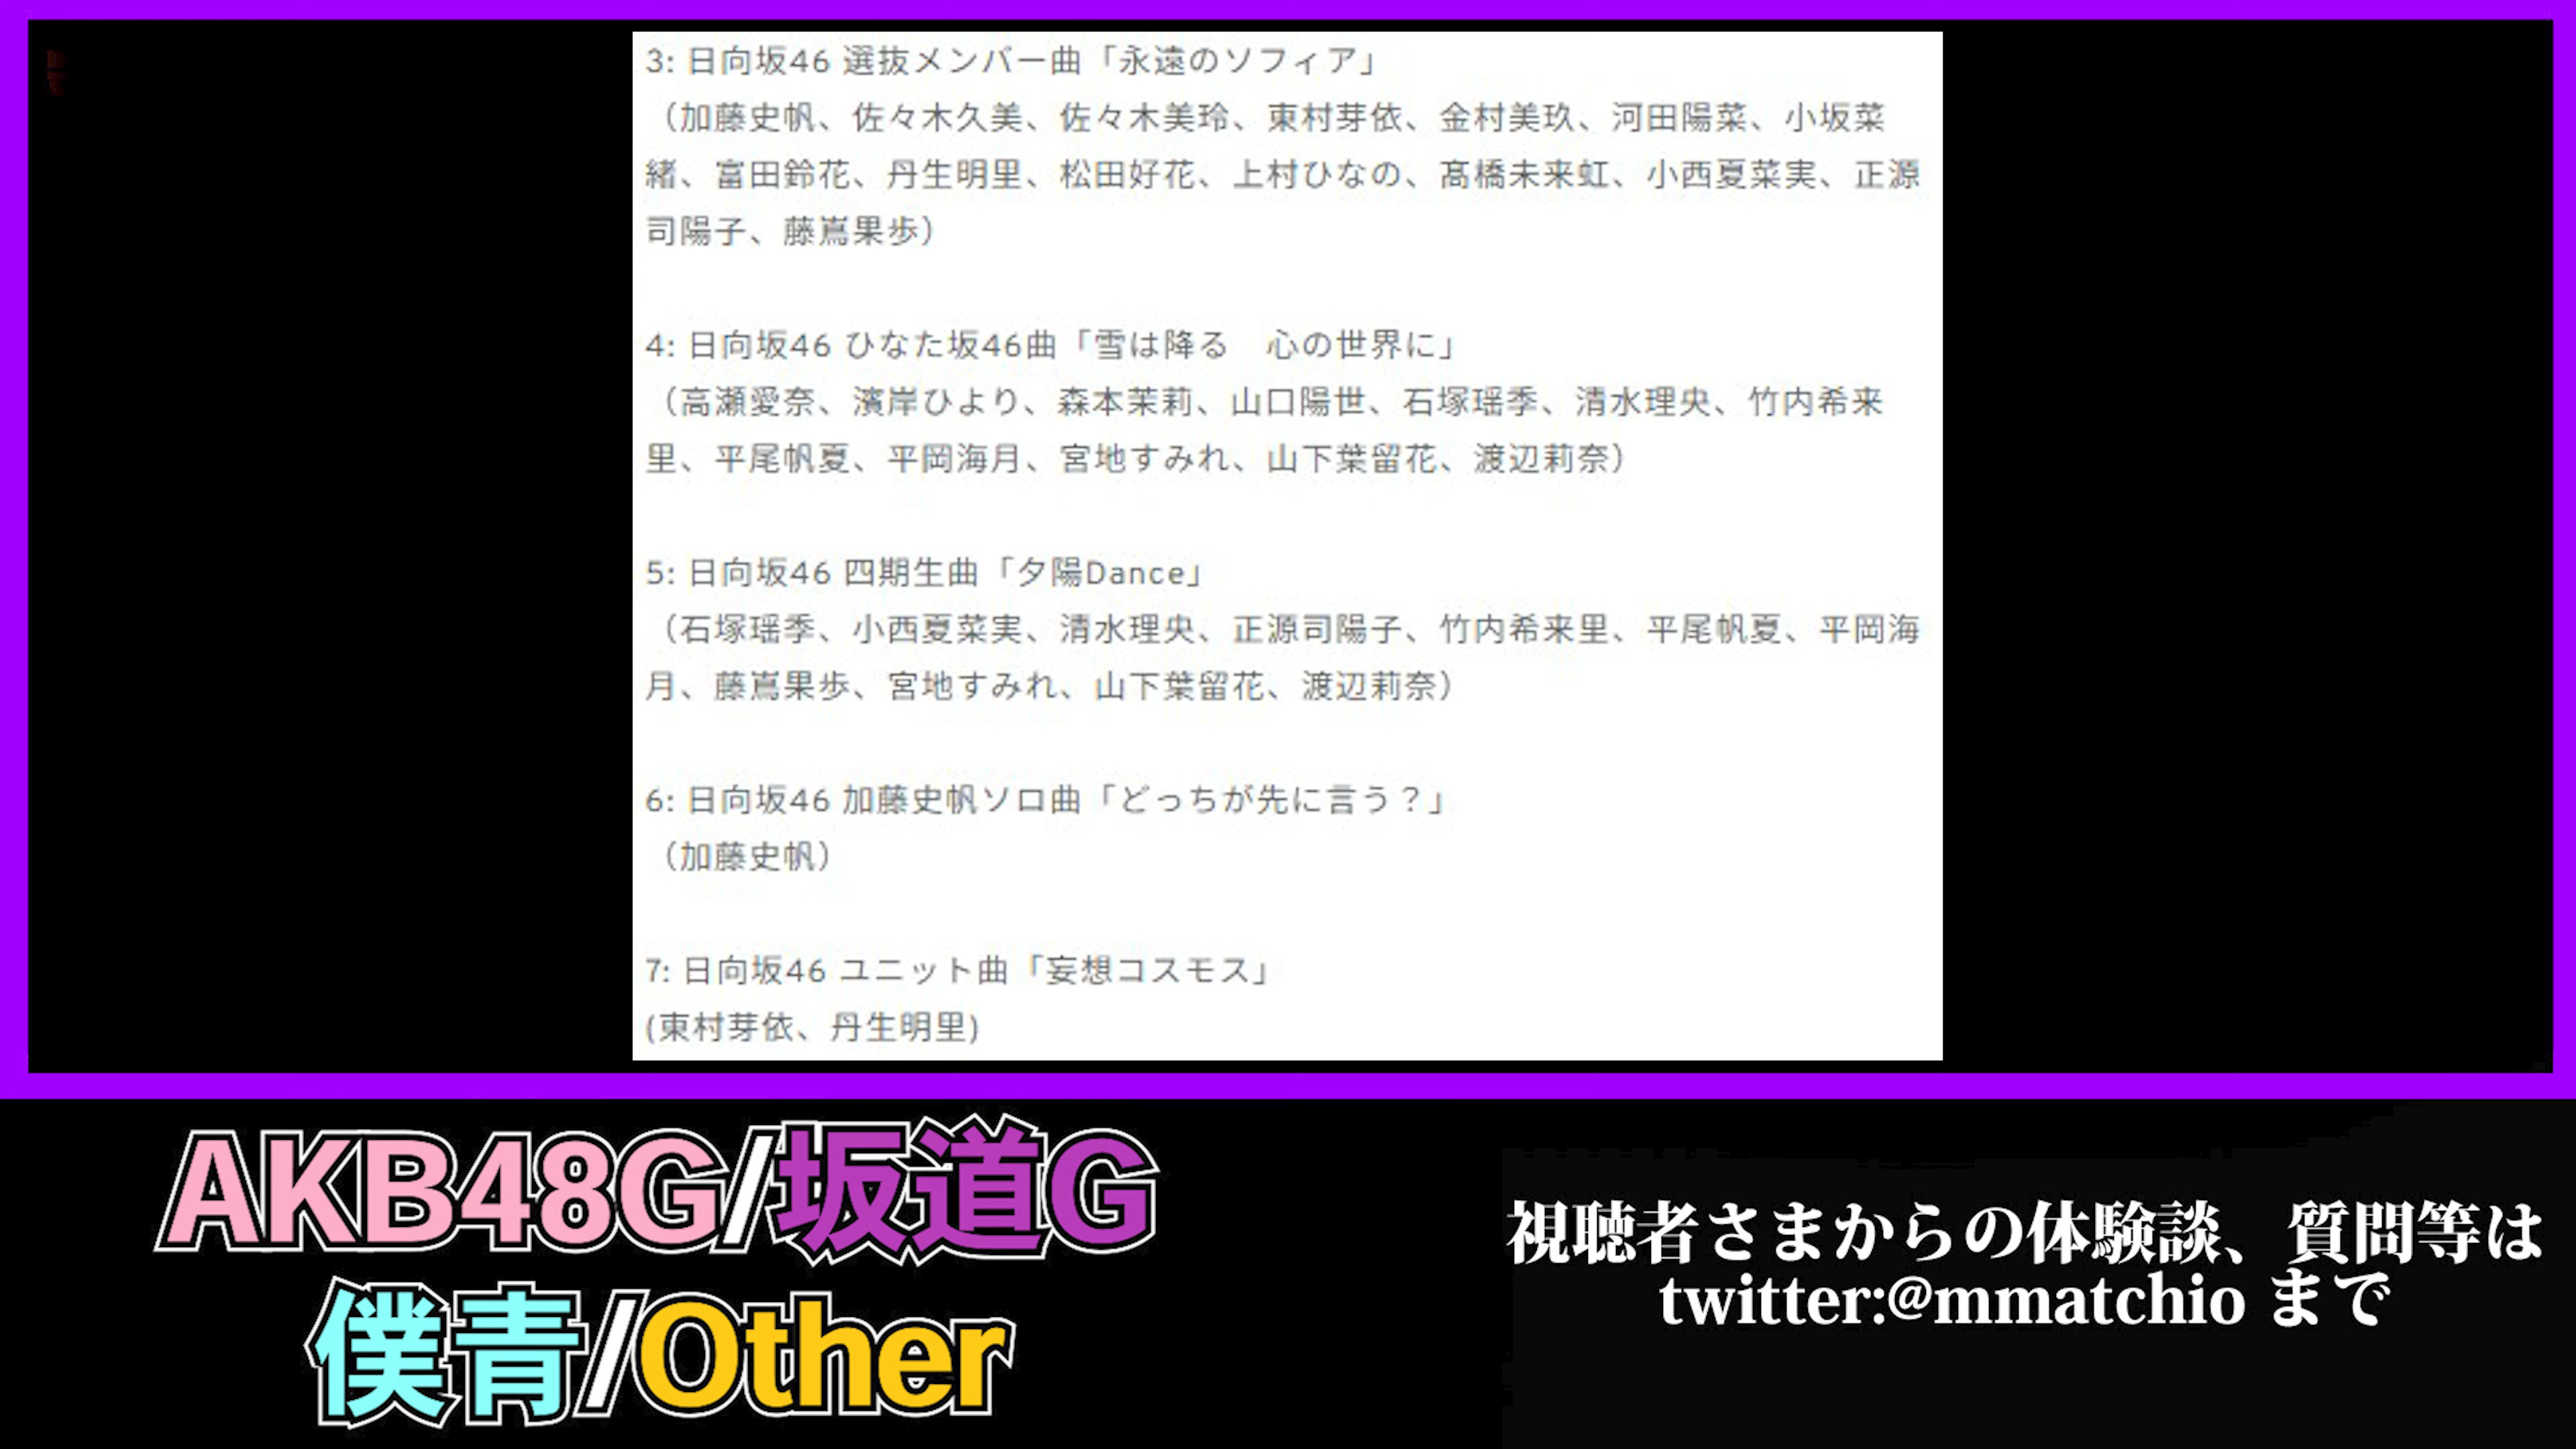 3: 日向坂46 選抜メンバー曲「永遠のソフィア」
（加藤史帆、佐々木久美、佐々木美玲、東村芽依、金村美玖、河田陽菜、小坂菜
緒、富田鈴花、丹生明里、松田好花、上村ひなの、髙橋未来虹、小西夏菜実、正源
司陽子、藤嶌果歩）
4: 日向坂46 ひなた坂46曲「雪は降る　心の世界に」
（高瀬愛奈、濱岸ひより、森本茉莉、山口陽世、石塚瑶季、清水理央、竹内希来
里、平尾帆夏、平岡海月、宮地すみれ、山下葉留花、渡辺莉奈）
5: 日向坂46 四期生曲「夕陽Dance」
（石塚瑶季、小西夏菜実、清水理央、正源司陽子、竹内希来里、平尾帆夏、平岡海
月、藤嶌果歩、宮地すみれ、山下葉留花、渡辺莉奈）
6: 日向坂46 加藤史帆ソロ曲「どっちが先に言う？」
（加藤史帆）
7: 日向坂46 ユニット曲「妄想コスモス」
(東村芽依、丹生明里)
AKB48G/坂道G
僕青/Other
視聴者さまからの体験談、質問等は
twitter:@mmatchio まで